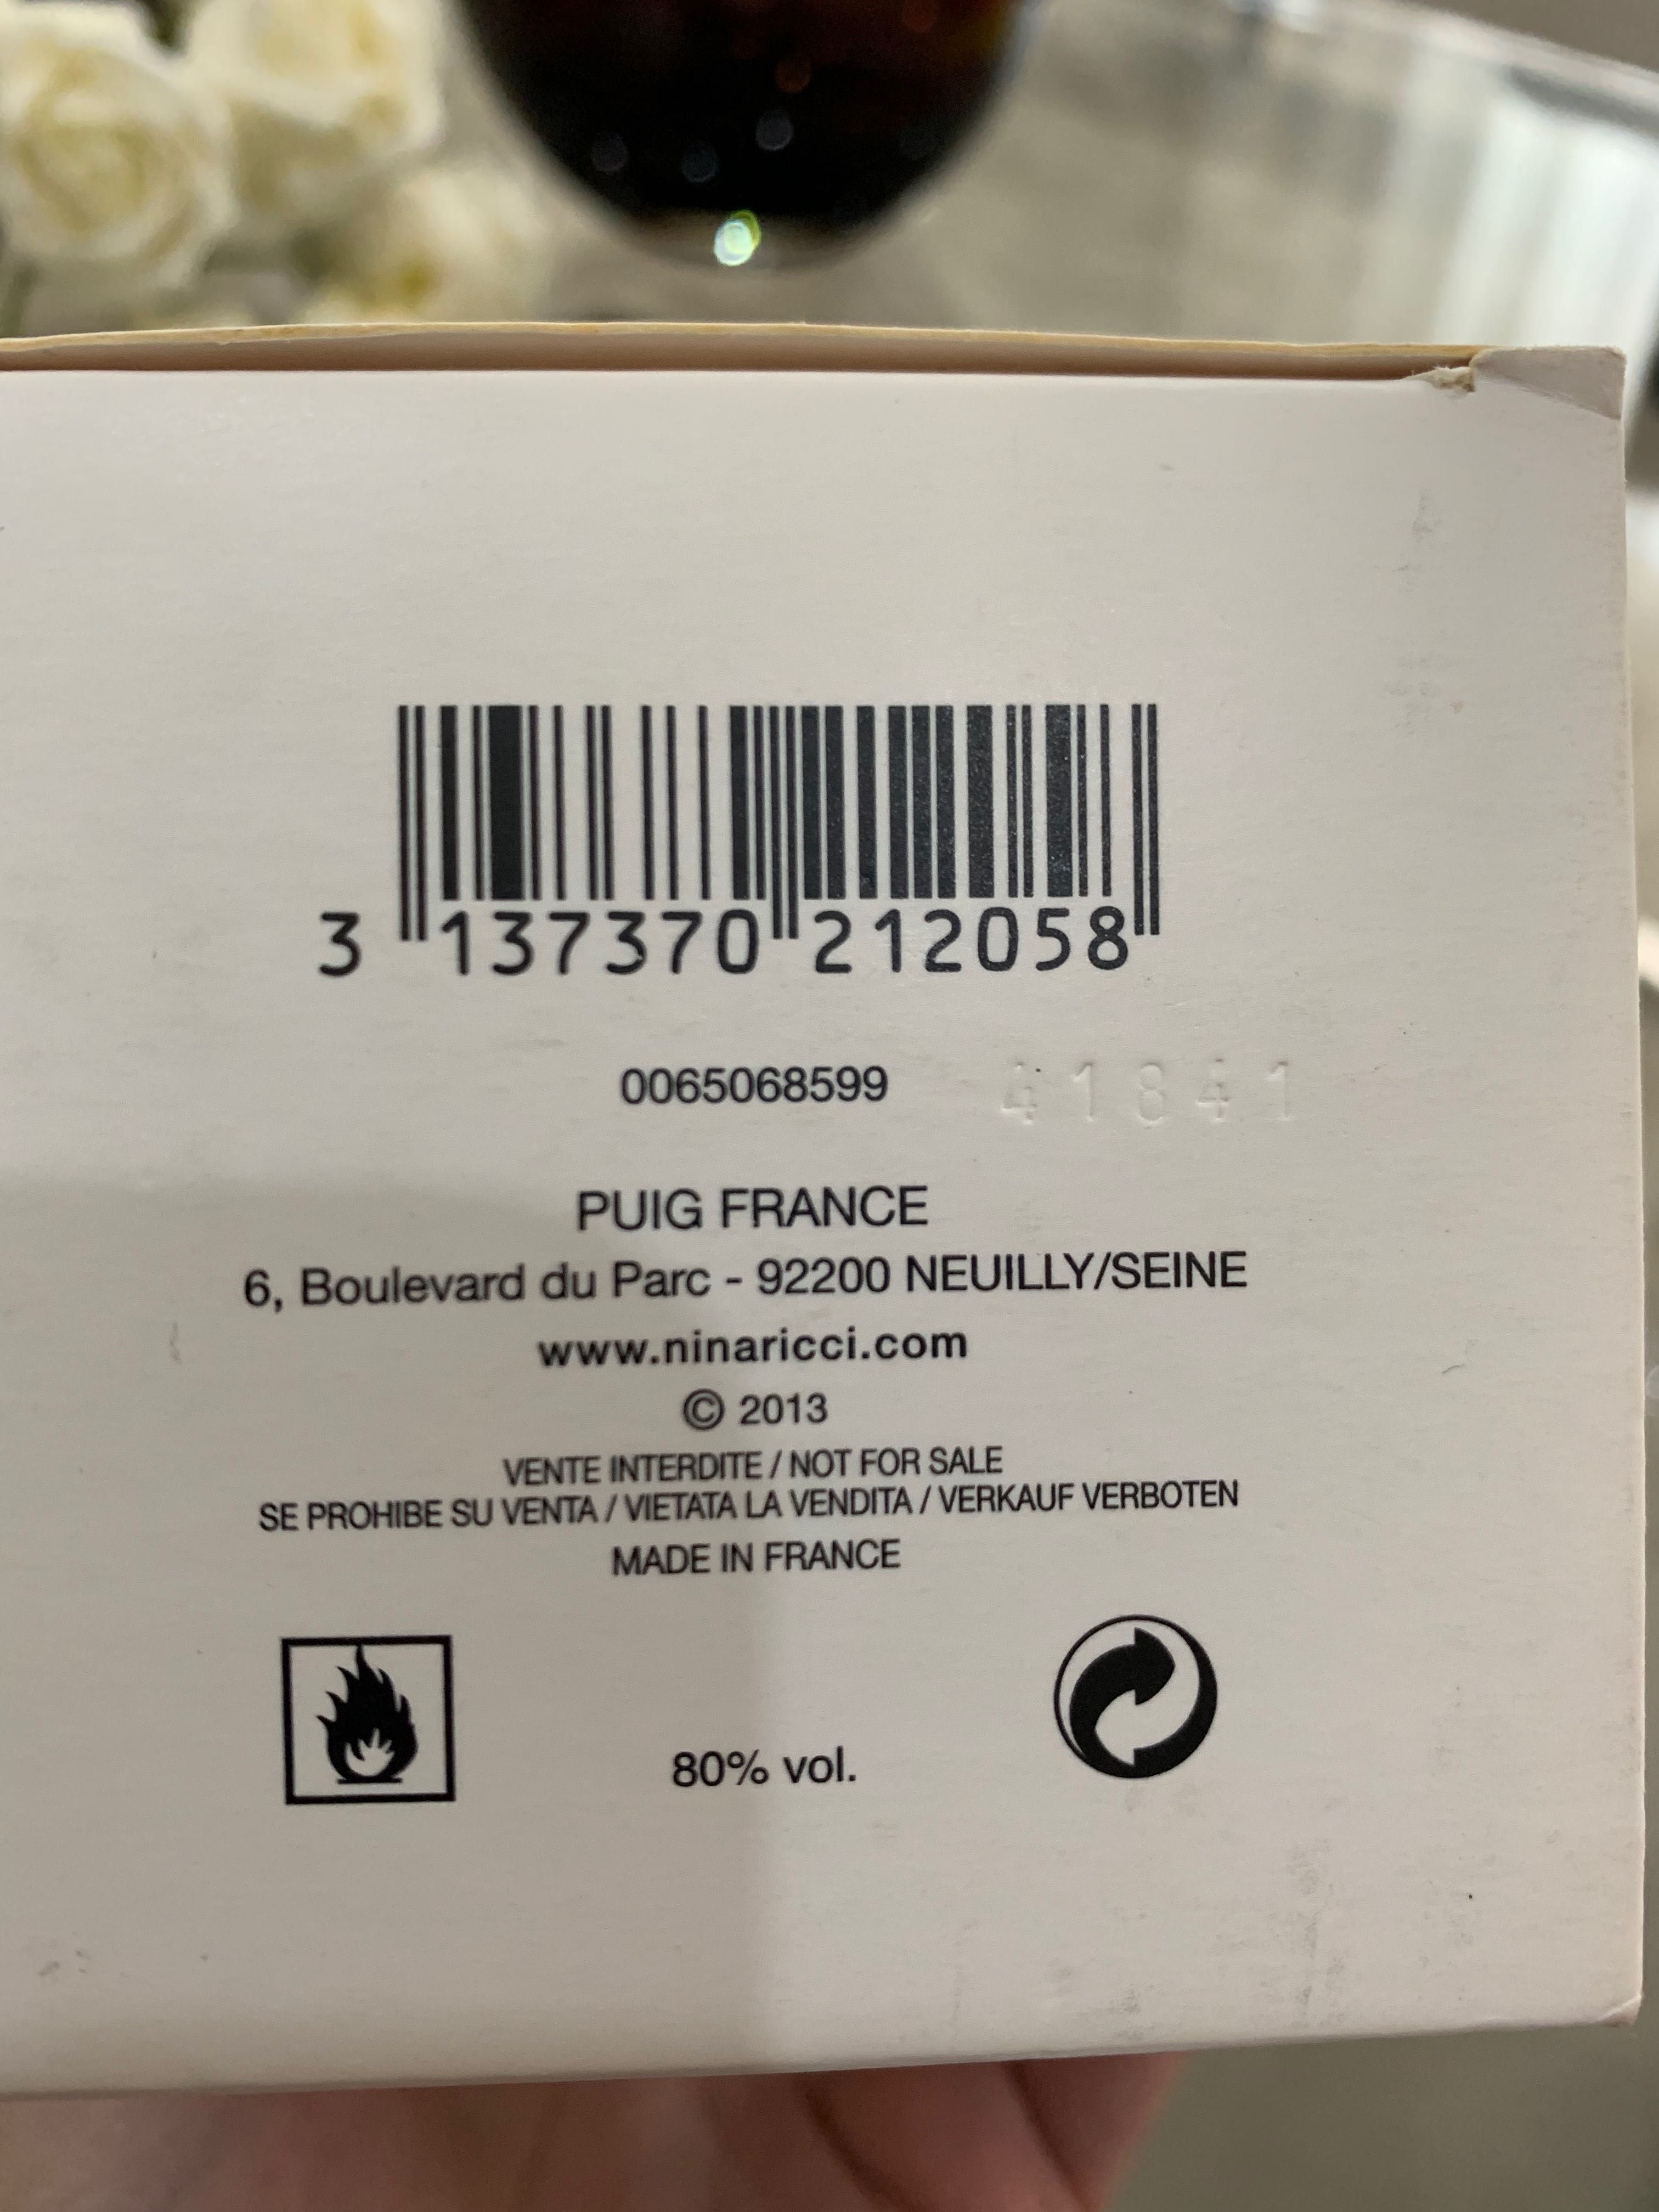 3 137370 212058
0065068599 41841
PUIG FRANCE
6, Boulevard du Parc - 92200 NEUILLY/SEINE
www.ninaricci.com
© 2013
VENTE INTERDITE / NOT FOR SALE
SE PROHIBE SU VENTA / VIETATA LA VENDITA / VERKAUF VERBOTEN
MADE IN FRANCE
80% vol.